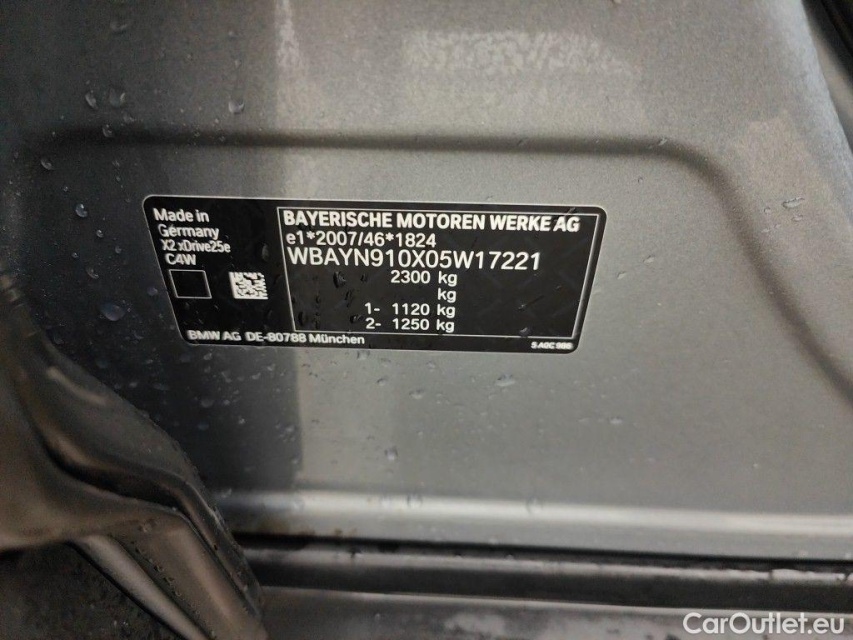 Made in
Germany
X2 xDrive25e
C4W
BAYERISCHE MOTOREN WERKE AG
e1*2007/46*1824
WBAYN910X05W17221
2300 kg
kg
1- 1120 kg
2- 1250 kg
BMW AG DE-80788 München
CarOutlet.eu